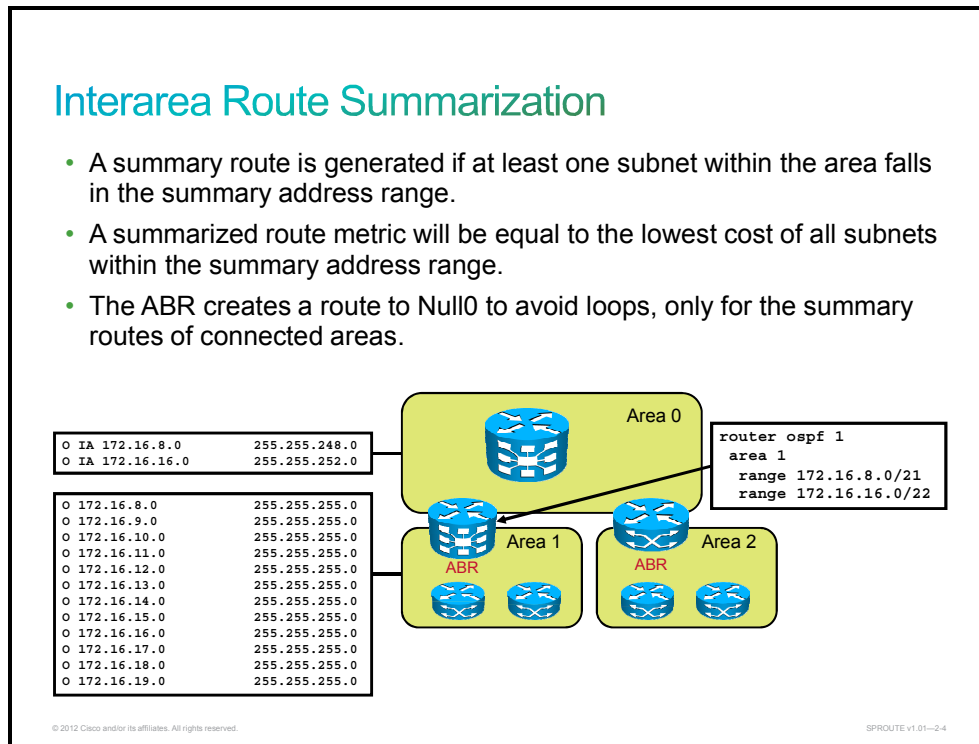 Interarea Route Summarization
• A summary route is generated if at least one subnet within the area falls
in the summary address range.
• A summarized route metric will be equal to the lowest cost of all subnets
within the summary address range.
• The ABR creates a route to Null0 to avoid loops, only for the summary
routes of connected areas.
Area 0
O IA 172.16.8.0 255.255.248.0
O IA 172.16.16.0 255.255.252.0
router ospf 1
area 1
range 172.16.8.0/21
range 172.16.16.0/22
O 172.16.8.0 255.255.255.0
O 172.16.9.0 255.255.255.0
O 172.16.10.0 255.255.255.0
O 172.16.11.0 255.255.255.0
O 172.16.12.0 255.255.255.0
O 172.16.13.0 255.255.255.0
O 172.16.14.0 255.255.255.0
O 172.16.15.0 255.255.255.0
O 172.16.16.0 255.255.255.0
O 172.16.17.0 255.255.255.0
O 172.16.18.0 255.255.255.0
O 172.16.19.0 255.255.255.0
Area 1
ABR
Area 2
ABR
© 2012 Cisco and/or its affiliates. All rights reserved.
SPROUTE v1.01—2-4